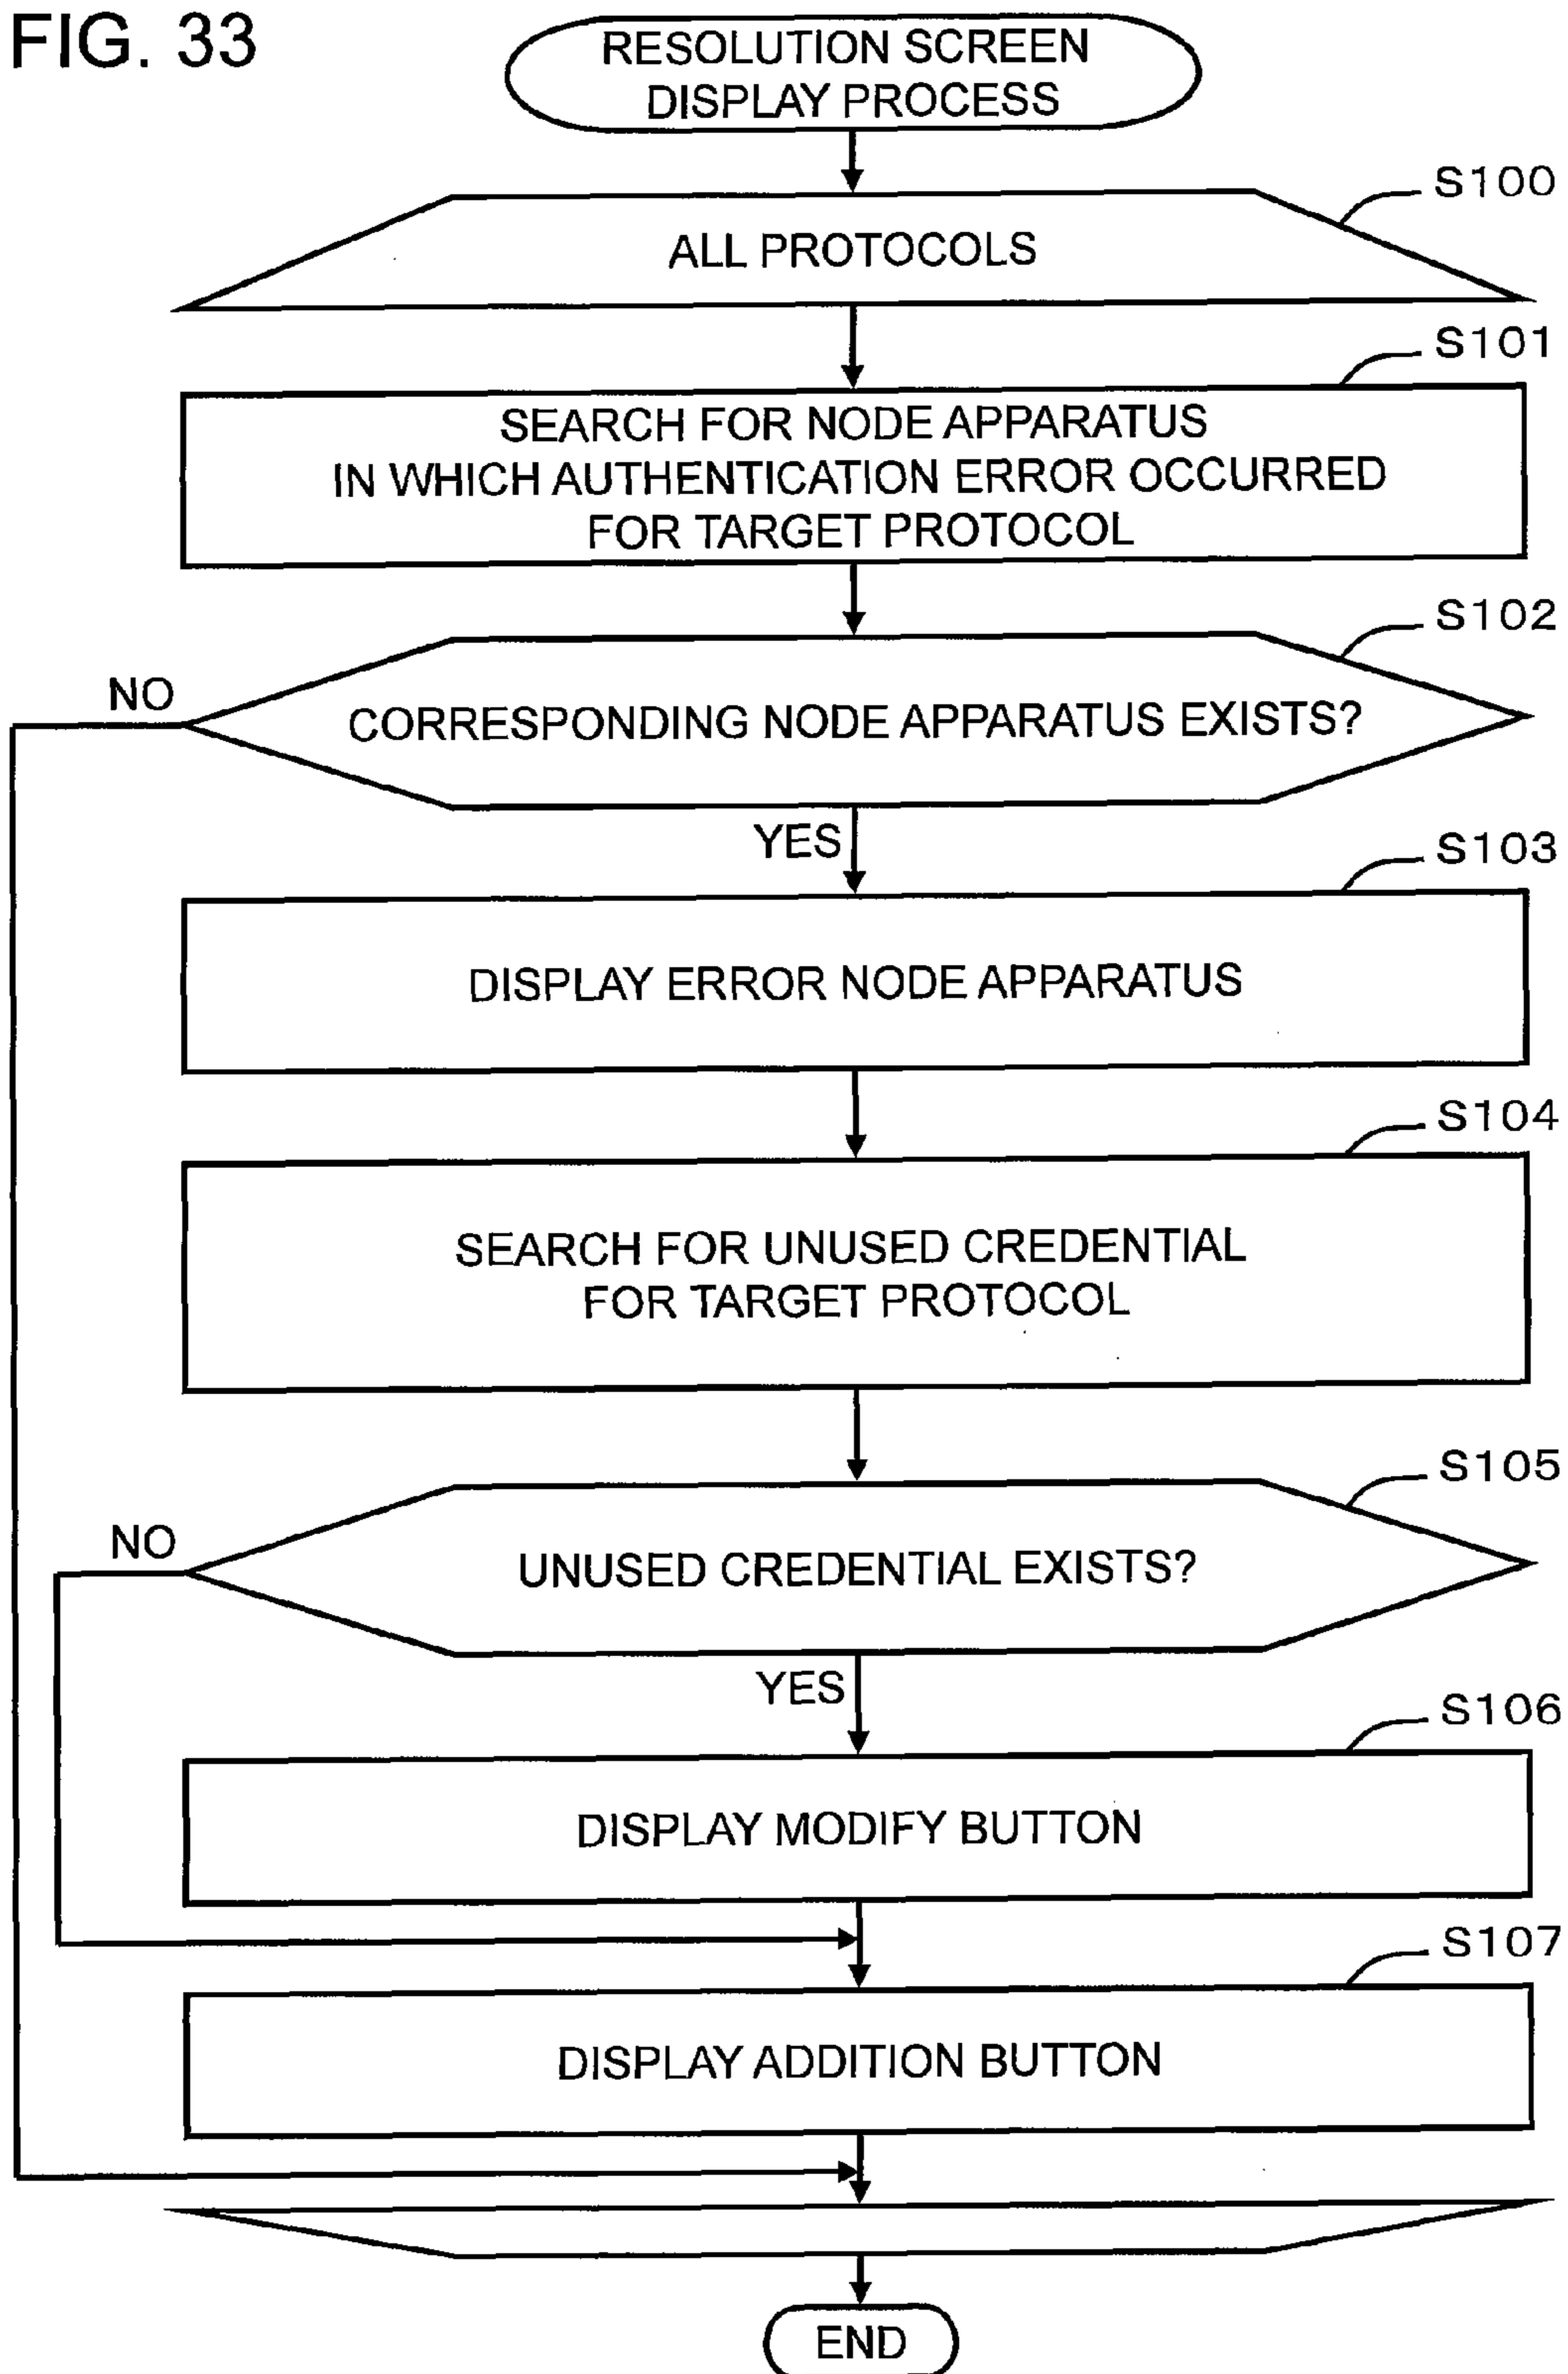 FIG. 33
RESOLUTION SCREEN
DISPLAY PROCESS
S100
ALL PROTOCOLS
S101
SEARCH FOR NODE APPARATUS
IN WHICH AUTHENTICATION ERROR OCCURRED
FOR TARGET PROTOCOL
S102
NO
CORRESPONDING NODE APPARATUS EXISTS?
YES
S103
DISPLAY ERROR NODE APPARATUS
S104
SEARCH FOR UNUSED CREDENTIAL
FOR TARGET PROTOCOL
S105
NO
UNUSED CREDENTIAL EXISTS?
YES
S106
DISPLAY MODIFY BUTTON
S107
DISPLAY ADDITION BUTTON
END